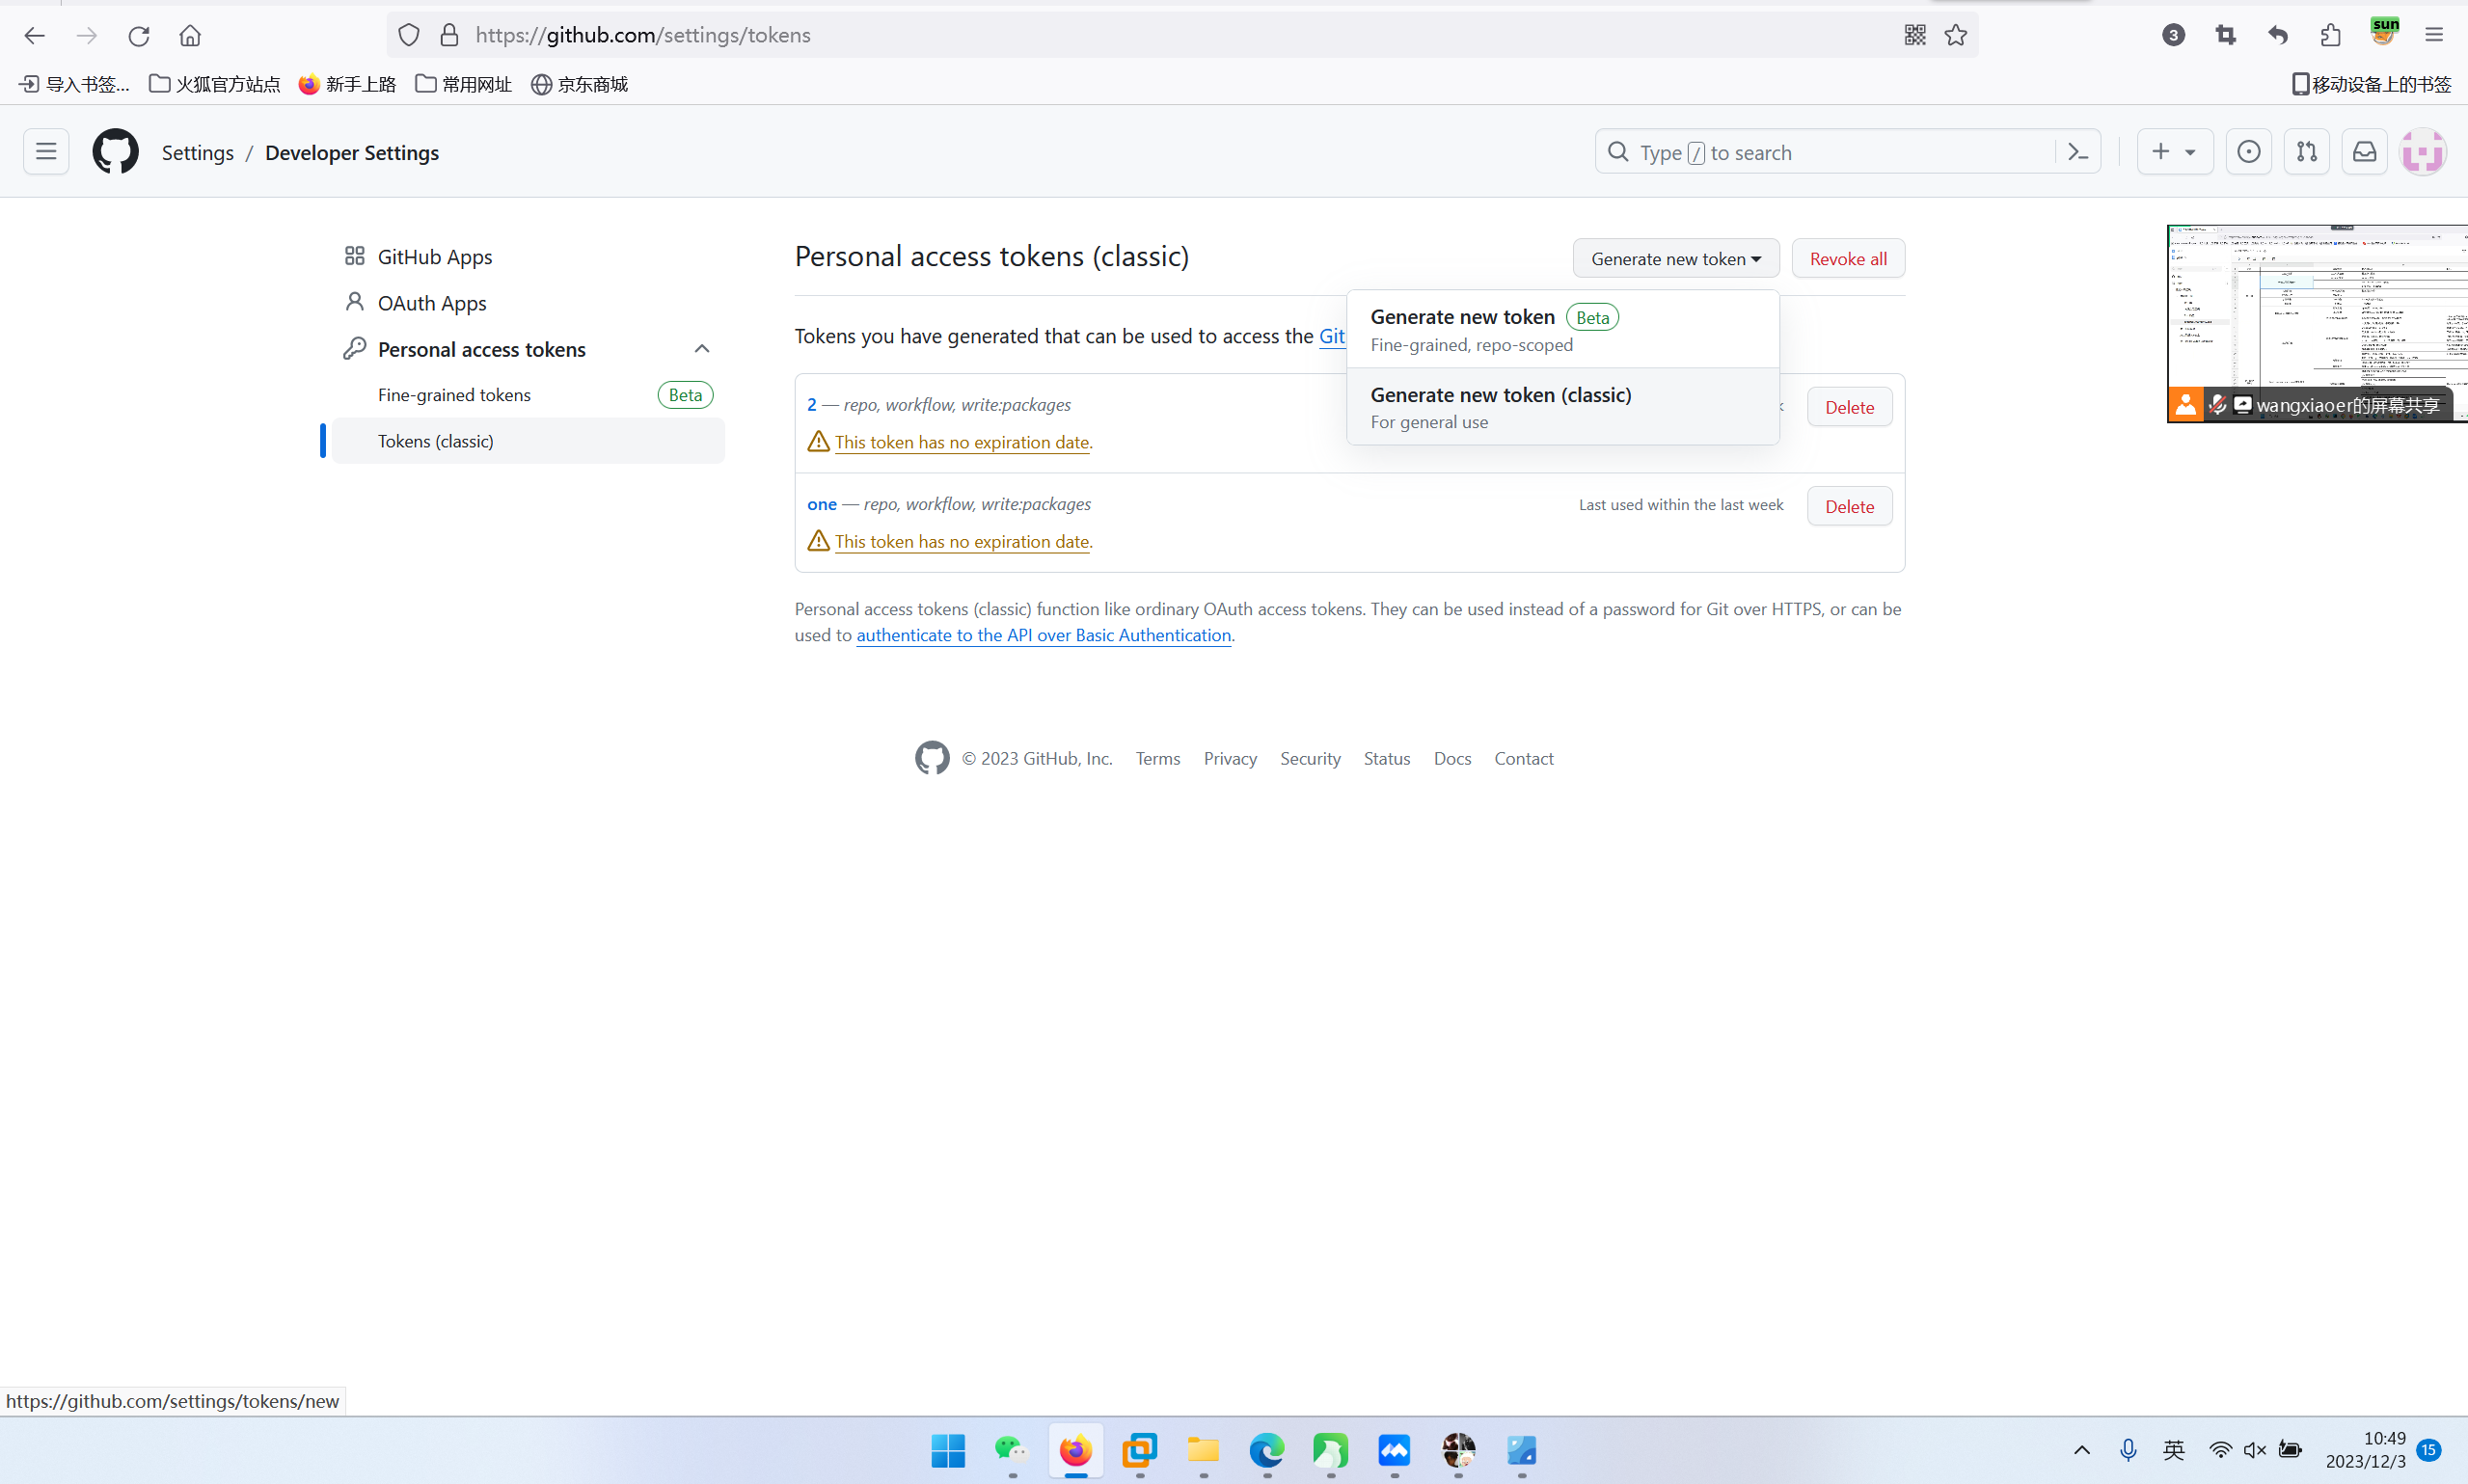 https://github.com/settings/tokens
3
sun
导入书签...
火狐官方站点
新手上路
常用网址
京东商城
移动设备上的书签
Settings / Developer Settings
Type / to search
GitHub Apps
OAuth Apps
Personal access tokens
Fine-grained tokens
Beta
Tokens (classic)
Personal access tokens (classic)
Generate new token
Revoke all
Generate new token Beta
Fine-grained, repo-scoped
Generate new token (classic)
For general use
Tokens you have generated that can be used to access the Git
2 — repo, workflow, write:packages
Delete
This token has no expiration date.
one — repo, workflow, write:packages
Last used within the last week
Delete
This token has no expiration date.
Personal access tokens (classic) function like ordinary OAuth access tokens. They can be used instead of a password for Git over HTTPS, or can be
used to authenticate to the API over Basic Authentication.
wangxiaoer的屏幕共享
© 2023 GitHub, Inc. Terms Privacy Security Status Docs Contact
https://github.com/settings/tokens/new
英
10:49
2023/12/3
15